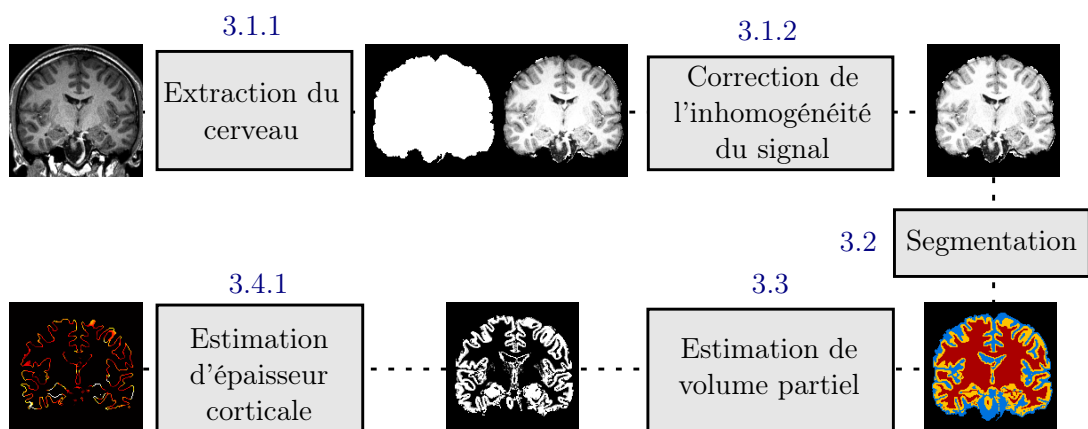 3.1.1
Extraction du
cerveau
3.1.2
Correction de
l'inhomogénéité
du signal
3.2
Segmentation
3.3
Estimation de
volume partiel
3.4.1
Estimation
d'épaisseur
corticale